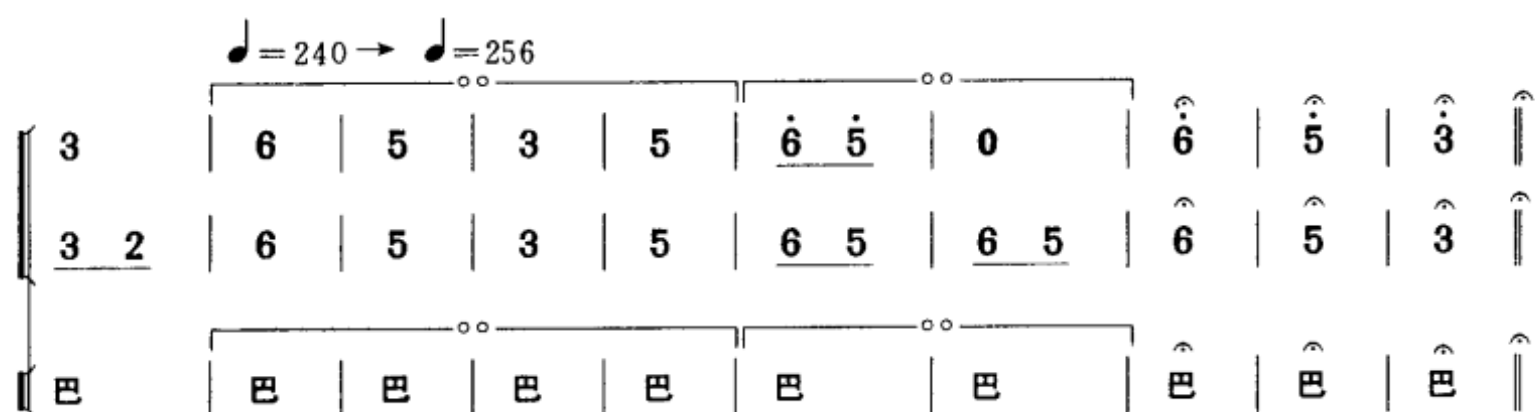 ♩=240 → ♩=256
3 | 6 | 5 | 3 | 5 | 6̇ 5̇ | 0 | 6̇ | 5̇ | 3̇ ‖
3 2 | 6 | 5 | 3 | 5 | 6 5 | 6 5 | 6 | 5 | 3 ‖
巴 | 巴 | 巴 | 巴 | 巴 | 巴 | 巴 | 巴 | 巴 | 巴 ‖